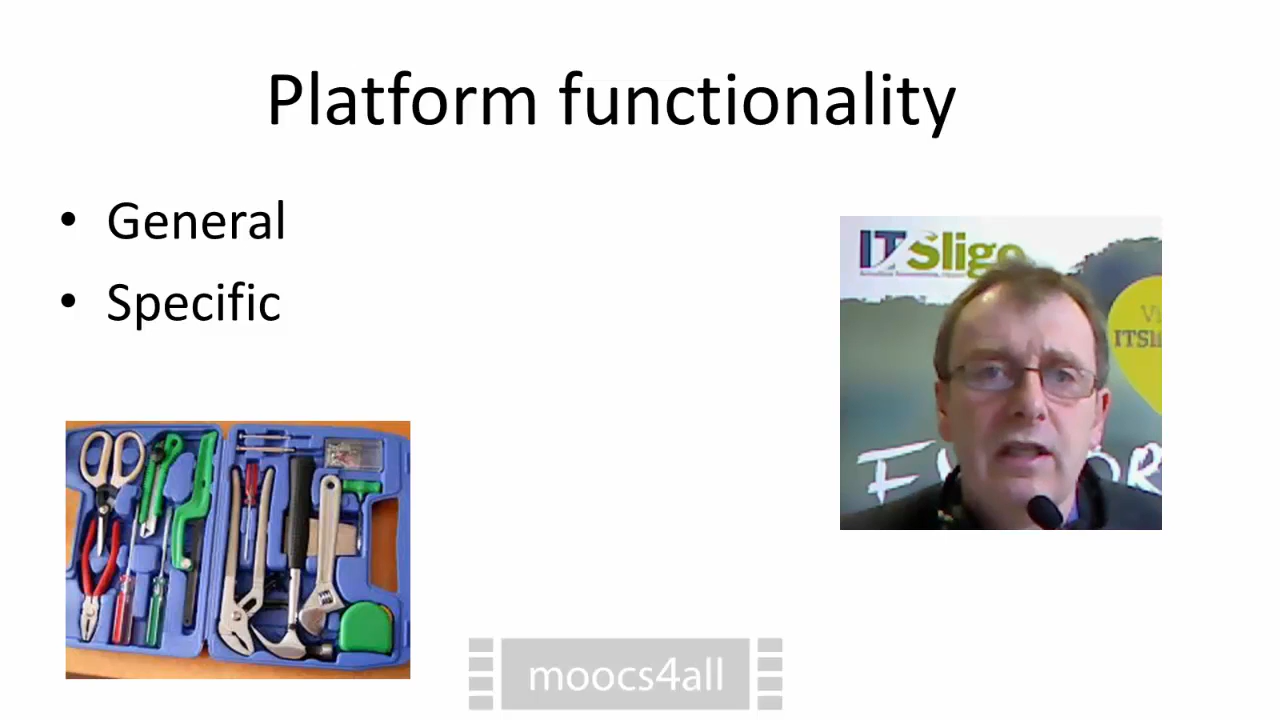 Platform functionality
• General
• Specific
ITSligo
moocs4all